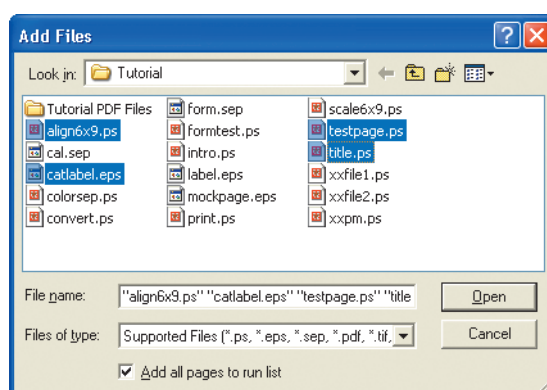 Add Files
Look in: Tutorial
Tutorial PDF Files form.sep scale6x9.ps
align6x9.ps formtest.ps testpage.ps
cal.sep intro.ps title.ps
catlabel.eps label.eps xxfile1.ps
colorsep.ps mockpage.eps xxfile2.ps
convert.ps print.ps xxpm.ps
File name: "align6x9.ps" "catlabel.eps" "testpage.ps" "title
Open
Files of type: Supported Files (*.ps, *.eps, *.sep, *.pdf, *.tif,
Cancel
Add all pages to run list